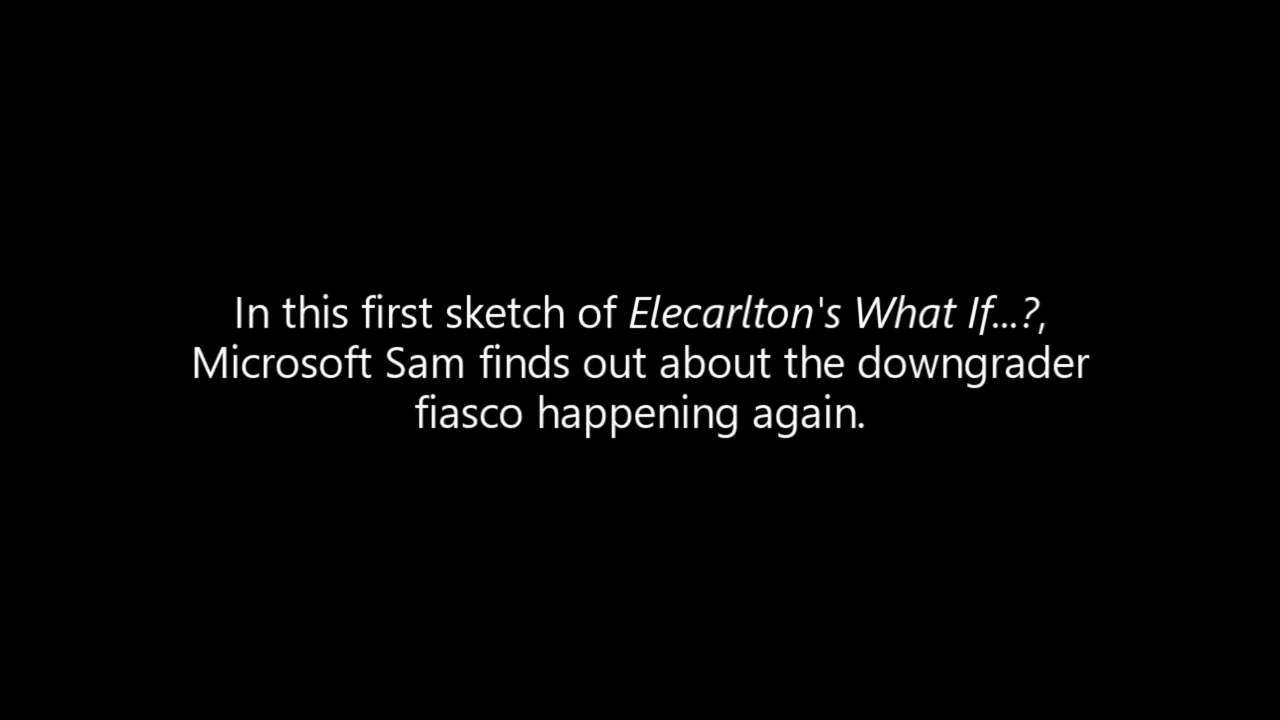 In this first sketch of Elecarlton's What If...?,
Microsoft Sam finds out about the downgrader
fiasco happening again.